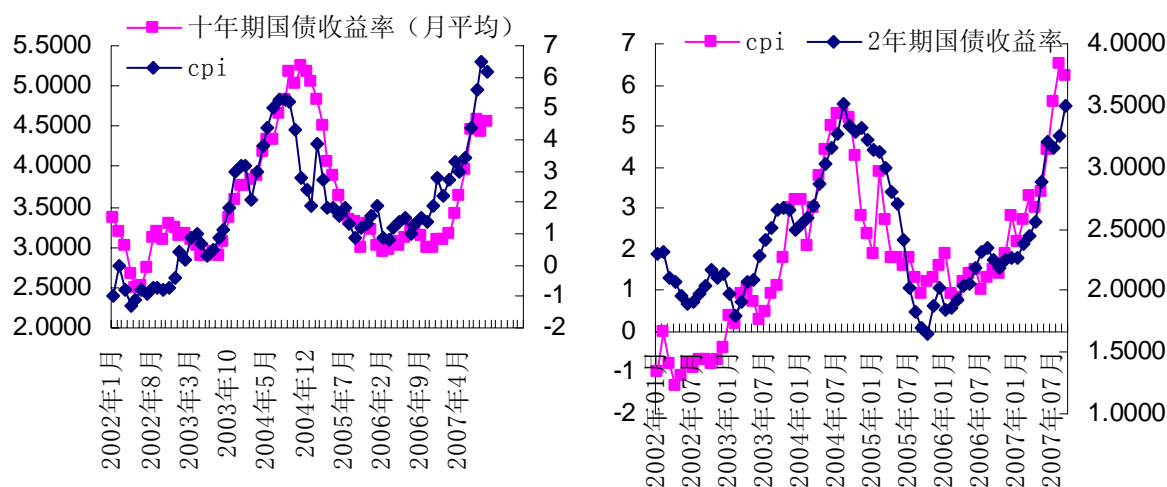 十年期国债收益率（月平均）
cpi
5.5000
5.0000
4.5000
4.0000
3.5000
3.0000
2.5000
2.0000
7
6
5
4
3
2
1
0
-1
-2
2002年1月
2002年8月
2003年3月
2003年10
2004年5月
2004年12
2005年7月
2006年2月
2006年9月
2007年4月
cpi
2年期国债收益率
7
6
5
4
3
2
1
0
-1
-2
4.0000
3.5000
3.0000
2.5000
2.0000
1.5000
1.0000
2002年01月
2002年07月
2003年01月
2003年07月
2004年01月
2004年07月
2005年01月
2005年07月
2006年01月
2006年07月
2007年01月
2007年07月